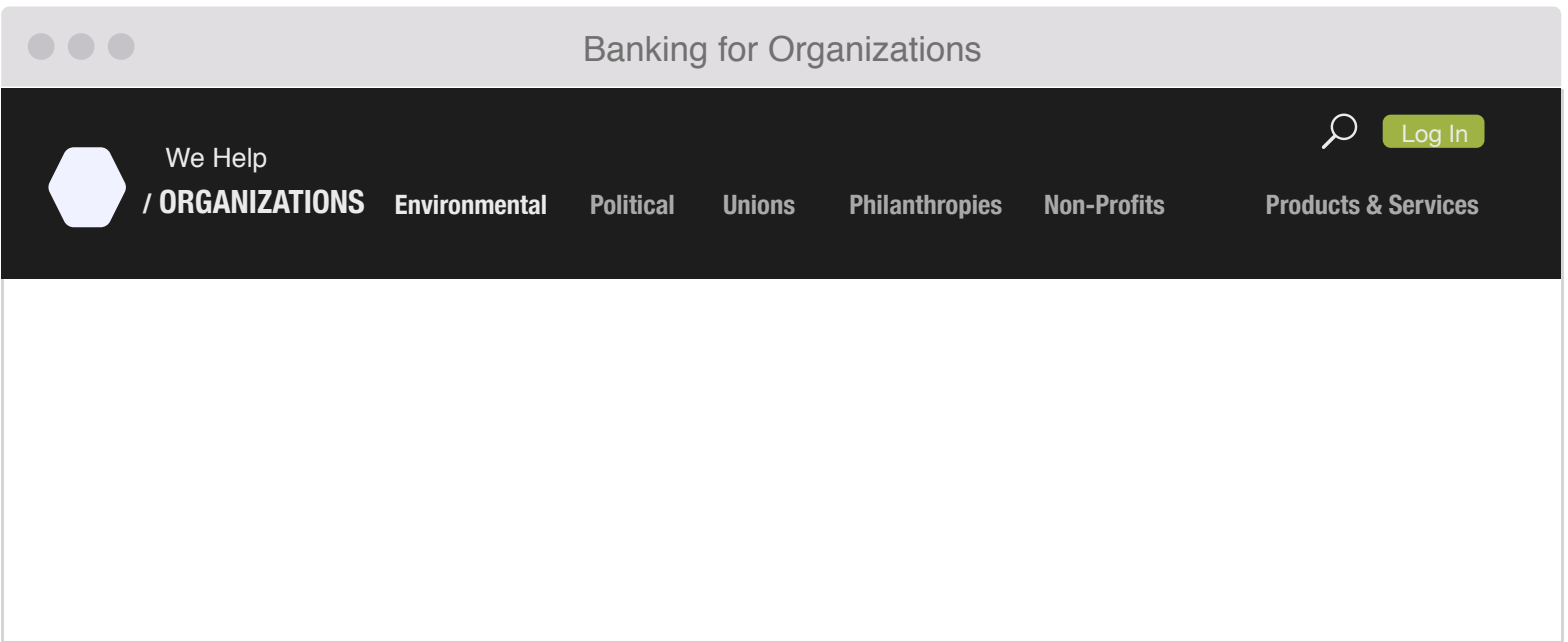 Banking for Organizations
Log In
We Help
/ ORGANIZATIONS Environmental Political Unions Philanthropies Non-Profits Products & Services